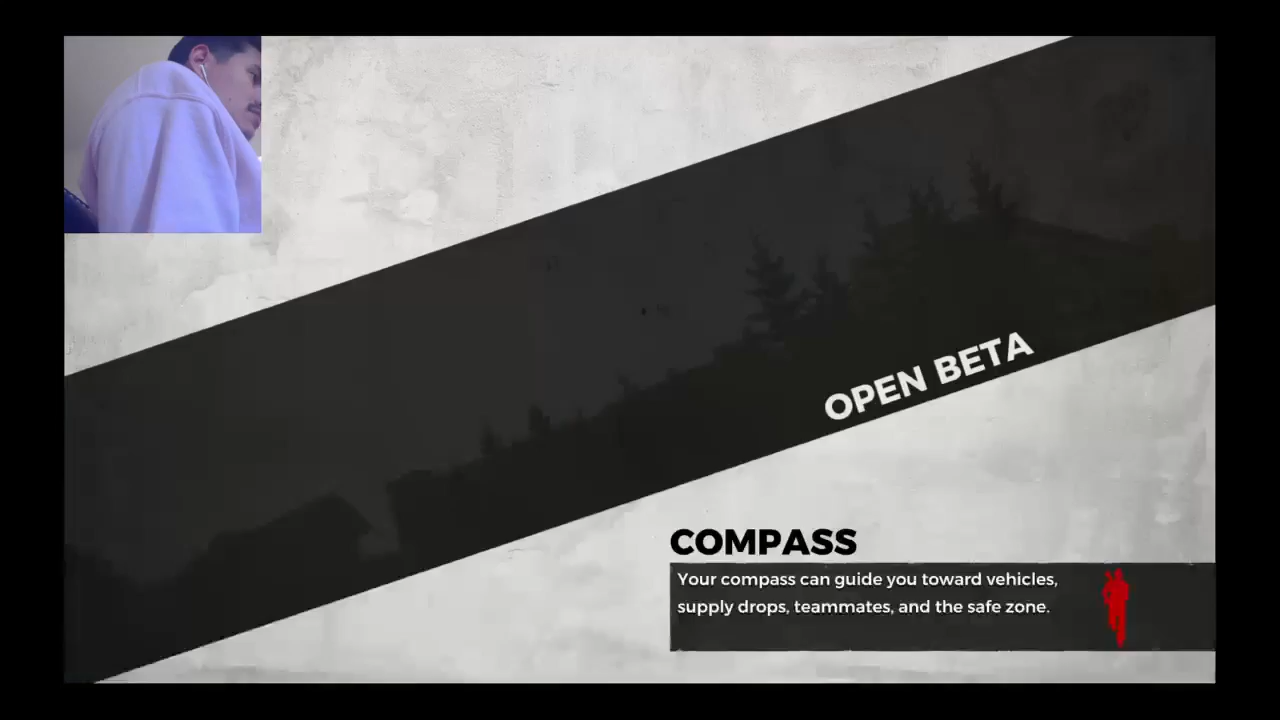 OPEN BETA
COMPASS
Your compass can guide you toward vehicles,
supply drops, teammates, and the safe zone.